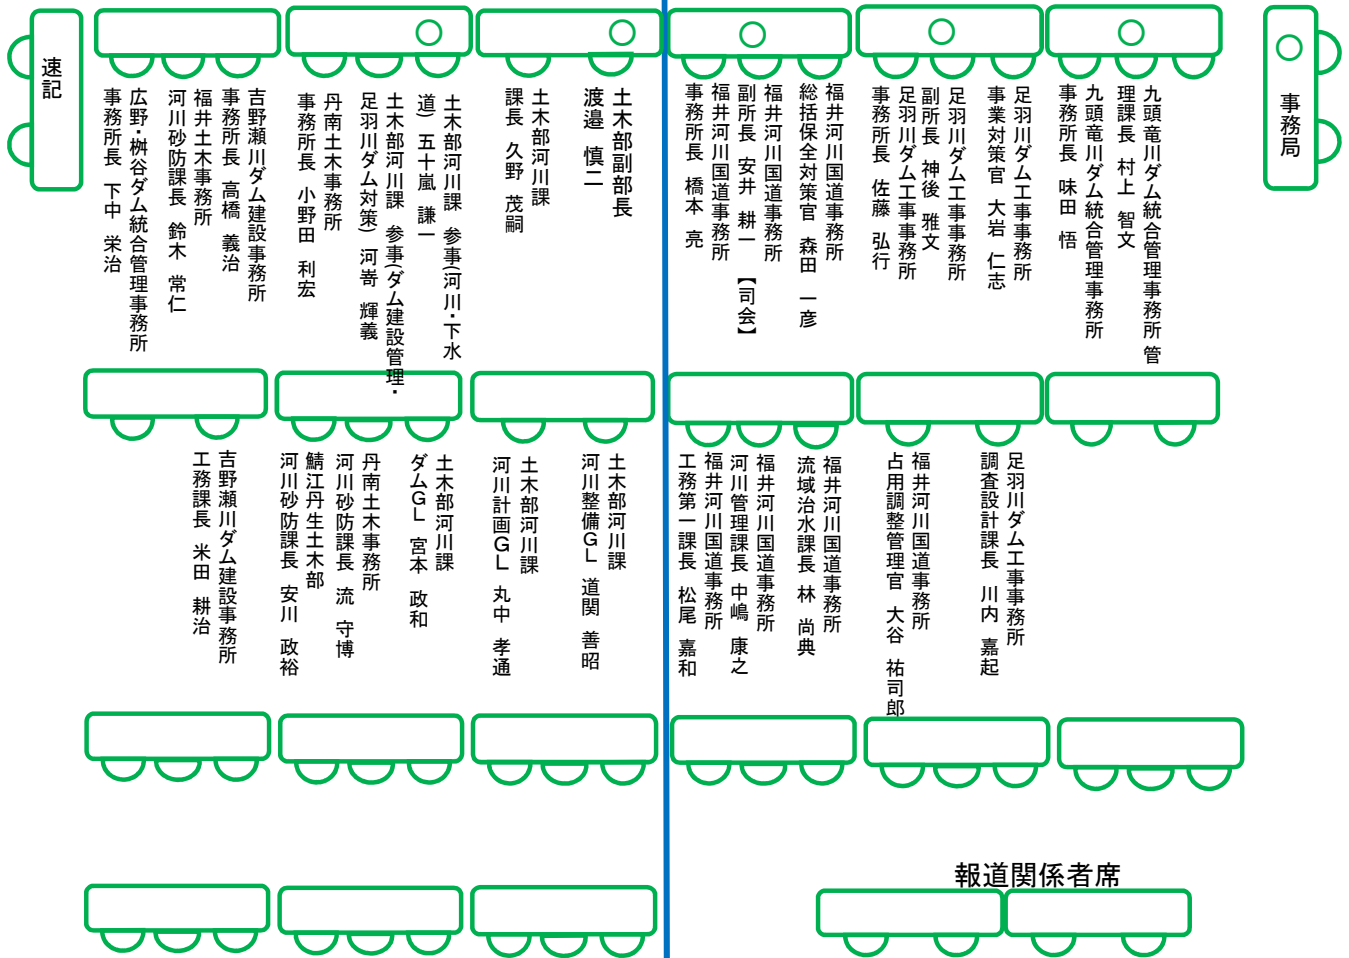 速記
広野・桝谷ダム統合管理事務所
事務所長 下中 栄治
福井土木事務所
河川砂防課長 鈴木 常仁
吉野瀬川ダム建設事務所
事務所長 高橋 義治
丹南土木事務所
事務所長 小野田 利宏
土木部河川課 参事(ダム建設管理・
足羽川ダム対策) 河嵜 輝義
土木部河川課 参事(河川・下水
道) 五十嵐 謙一
土木部河川課
課長 久野 茂嗣
土木部副部長
渡邉 慎二
福井河川国道事務所
事務所長 橋本 亮
福井河川国道事務所
副所長 安井 耕一 【司会】
福井河川国道事務所
総括保全対策官 森田 一彦
足羽川ダム工事事務所
事務所長 佐藤 弘行
足羽川ダム工事事務所
副所長 神後 雅文
足羽川ダム工事事務所
事業対策官 大岩 仁志
九頭竜川ダム統合管理事務所
事務所長 味田 悟
九頭竜川ダム統合管理事務所 管
理課長 村上 智文
事務局
吉野瀬川ダム建設事務所
工務課長 米田 耕治
鯖江丹生土木部
河川砂防課長 安川 政裕
丹南土木事務所
河川砂防課長 流 守博
土木部河川課
ダムGL 宮本 政和
土木部河川課
河川計画GL 丸中 孝通
土木部河川課
河川整備GL 道関 善昭
福井河川国道事務所
工務第一課長 松尾 嘉和
福井河川国道事務所
河川管理課長 中嶋 康之
福井河川国道事務所
流域治水課長 林 尚典
福井河川国道事務所
占用調整管理官 大谷 祐司郎
足羽川ダム工事事務所
調査設計課長 川内 嘉起
報道関係者席